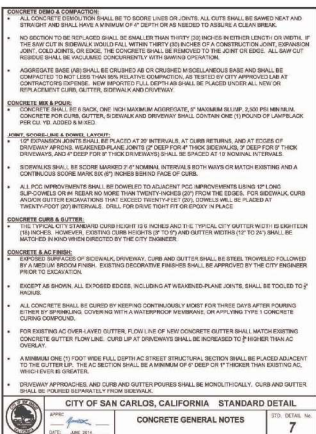 CONCRETE DEMO & COMPACTION:
• ALL CONCRETE DEMOLITION SHALL BE TO SCORE LINES OR JOINTS. ALL CUTS SHALL BE SAWED NEAT AND
STRAIGHT AND SHALL HAVE A MINIMUM OF 4" DEPTH OR AS NEEDED TO ASSURE A CLEAN BREAK.
• NO SECTION TO BE REPLACED SHALL BE SMALLER THAN THIRTY (30) INCHES IN EITHER LENGTH OR WIDTH. IF
THE SAW CUT IN SIDEWALK WOULD FALL WITHIN THIRTY (30) INCHES OF A CONSTRUCTION JOINT, EXPANSION
JOINT, COLD JOINTS, OR EDGE, THE CONCRETE SHALL BE REMOVED TO THE JOINT OR EDGE. ALL SAW CUT
RESIDUE SHALL BE VACUUMED CONCURRENTLY WITH SAWING OPERATION.
• AGGREGATE BASE (AB) SHALL BE CRUSHED AB OR CRUSHED MISCELLANEOUS BASE AND SHALL BE
COMPACTED TO NOT LESS THAN 95% RELATIVE COMPACTION, AS TESTED BY CITY APPROVED LAB AT
CONTRACTORS EXPENSE. NEW IMPORTED FULL DEPTH AB SHALL BE PLACED UNDER ALL NEW OR
REPLACEMENT CURB, GUTTER, SIDEWALK AND DRIVEWAY.
CONCRETE MIX & POUR:
• CONCRETE SHALL BE 6 SACK, ONE INCH MAXIMUM AGGREGATE, MAXIMUM SLUMP, 2,500 PSI MINIMUM.
CONCRETE FOR CURB, GUTTER, SIDEWALK AND DRIVEWAY SHALL CONTAIN ONE (1) POUND OF LAMPBLACK
PER CU. YD. ADDED & MIXED.
JOINT, SCORE-LINE & DOWEL LAYOUT:
• EXPANSION JOINTS SHALL BE PLACED AT 20' INTERVALS, AT CURB RETURNS, AND AT EDGES OF
DRIVEWAY APRONS. WEAKENED-PLANE JOINTS (2" DEEP FOR 4" THICK SIDEWALKS, 3" DEEP FOR 6" THICK
DRIVEWAYS, AND 4" DEEP FOR 8" THICK DRIVEWAYS) SHALL BE SPACED AT 10' NOMINAL INTERVALS.
SIDEWALKS SHALL BE SCORE MARKED 2'-6" NOMINAL INTERVALS BOTH WAYS OR MATCH EXISTING AND A
CONTINUOUS SCORE MARK SIX (6") INCHES BEHIND FACE OF CURB.
• ALL PCC IMPROVEMENTS SHALL BE DOWELED TO ADJACENT PCC IMPROVEMENTS USING 12" LONG
SLIP-DOWELS OR #4 REBAR NO MORE THAN TWENTY-INCHES (20") FROM THE EDGES. FOR SIDEWALK, CURB
AND/OR GUTTER EXCAVATIONS THAT EXCEED TWENTY-FEET (20'), DOWELS WILL BE PLACED AT
TWENTY-FOOT (20') INTERVALS. DRILL FOR DRIVE TIGHT FIT OR EPOXY IN PLACE
CONCRETE CURB & GUTTER:
• THE TYPICAL CITY STANDARD CURB HEIGHT IS 6 INCHES AND THE TYPICAL CITY GUTTER WIDTH IS EIGHTEEN
(18) INCHES. HOWEVER, EXISTING CURB HEIGHTS (6" TO 9") AND GUTTER WIDTHS (12" TO 24") SHALL BE
MATCHED IN KIND WHEN DIRECTED BY THE CITY ENGINEER.
CONCRETE & AC FINISH:
• EXPOSED SURFACES OF SIDEWALK, DRIVEWAY, CURB AND GUTTER SHALL BE STEEL TROWELED FOLLOWED
BY A MEDIUM BROOM FINISH. EXISTING DECORATIVE FINISHES SHALL BE APPROVED BY THE CITY ENGINEER
PRIOR TO EXCAVATION.
• EXCEPT AS SHOWN, ALL EXPOSED EDGES, INCLUDING AT WEAKENED-PLANE JOINTS, SHALL BE TOOLED TO
RADIUS.
• ALL CONCRETE SHALL BE CURED BY KEEPING CONTINUOUSLY MOIST FOR THREE DAYS AFTER POURING
EITHER BY SPRINKLING, COVERING WITH A WATERPROOF MEMBRANE, OR APPLYING TYPE 1 CONCRETE
CURING COMPOUND.
• FOR EXISTING AC OVER-LAYED GUTTER, FLOW LINE OF NEW CONCRETE GUTTER SHALL MATCH EXISTING
CONCRETE GUTTER FLOW LINE. CURB LIP AT DRIVEWAYS SHALL BE INCREASED TO HIGHER THAN AC
OVERLAY.
• A MINIMUM ONE (1) FOOT WIDE FULL DEPTH AC STREET STRUCTURAL SECTION SHALL BE PLACED ADJACENT
TO THE GUTTER LIP. THE AC SECTION SHALL BE A MINIMUM OF 6" DEEP OR 1" THICKER THAN EXISTING AC,
WHICHEVER IS GREATER.
• DRIVEWAY APPROACHES, AND CURB AND GUTTER POURES SHALL BE MONOLITHICALLY. CURB AND GUTTER
SHALL BE POURED SEPARATELY FROM SIDEWALK.
CITY OF SAN CARLOS, CALIFORNIA STANDARD DETAIL
APPRD:
CONCRETE GENERAL NOTES
STD. DETAIL No.
7
DATE: JUNE 2014